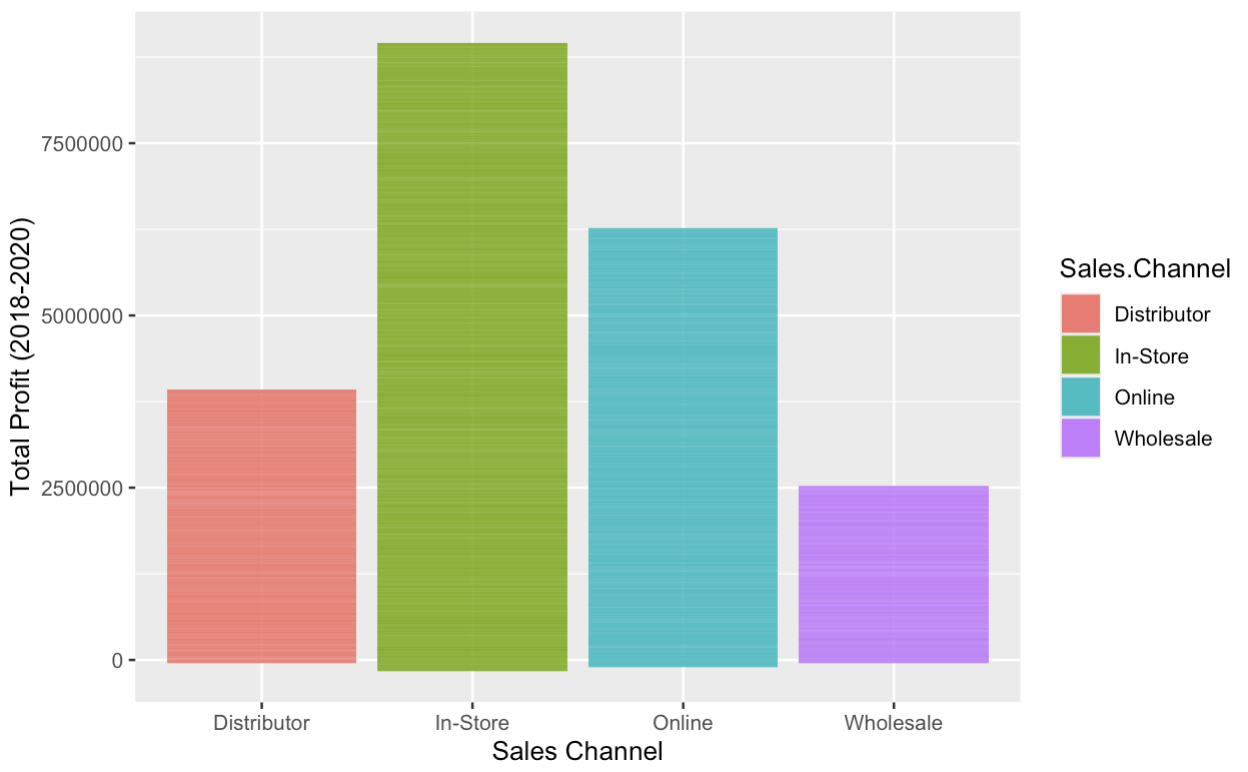 Total Profit (2018-2020)
7500000
5000000
2500000
0
Distributor
In-Store
Online
Wholesale
Sales Channel
Sales.Channel
Distributor
In-Store
Online
Wholesale